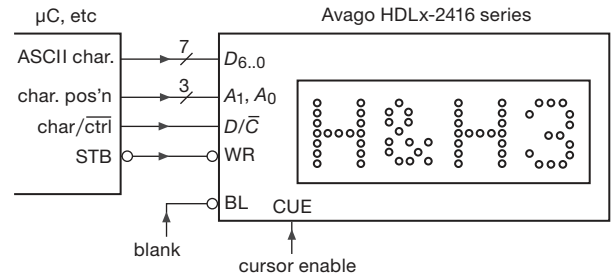 µC, etc
Avago HDLx-2416 series
ASCII char.
7
D6..0
char. pos'n
3
A1, A0
char/c̅t̅r̅l̅
D/C̅
STB
WR
BL
CUE
blank
cursor enable
H&H3